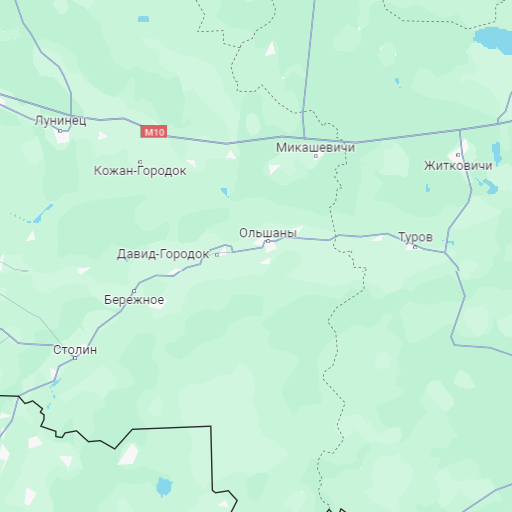 Лунинец
M10
Микашевичи
Кожан-Городок
Житковичи
Ольшаны
Туров
Давид-Городок
Бережное
Столин